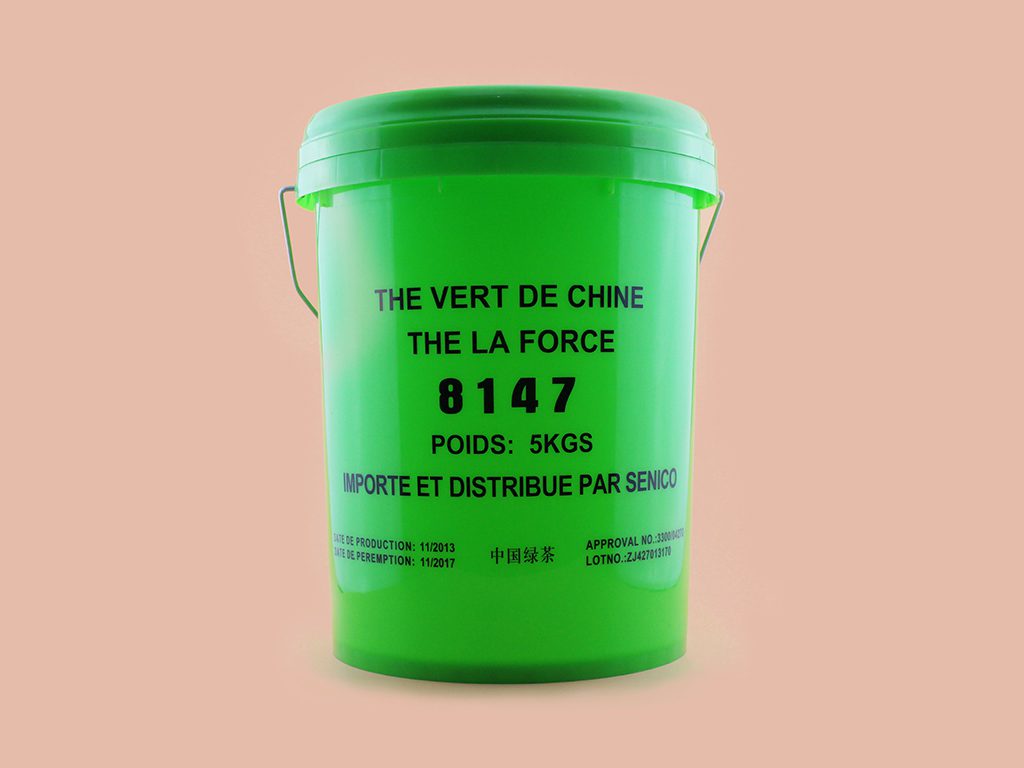 THE VERT DE CHINE
THE LA FORCE
8147
POIDS: 5KGS
IMPORTE ET DISTRIBUE PAR SENICO
DATE DE PRODUCTION: 11/2013
DATE DE PEREMPTION: 11/2017
中国绿茶
APPROVAL NO.:
LOTNO.:ZJ427013170